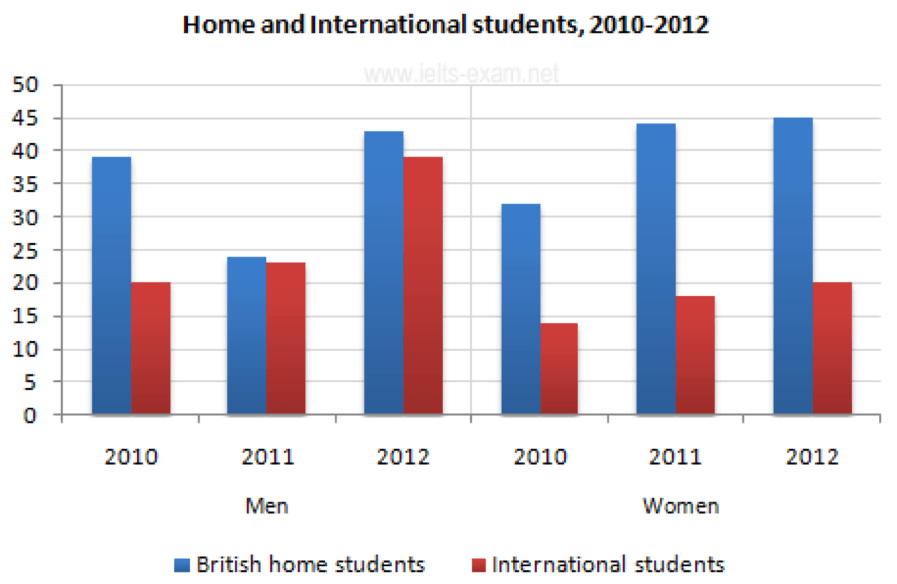 Home and International students, 2010-2012
www.ielts-exam.net
50
45
40
35
30
25
20
15
10
5
0
2010 2011 2012 2010 2011 2012
Men Women
British home students International students